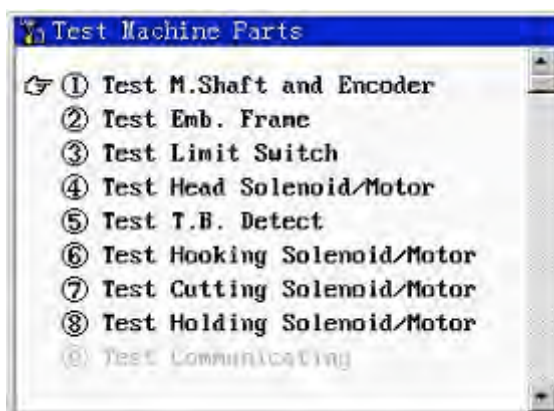 Test Machine Parts
① Test M.Shaft and Encoder
② Test Emb. Frame
③ Test Limit Switch
④ Test Head Solenoid/Motor
⑤ Test T.B. Detect
⑥ Test Hooking Solenoid/Motor
⑦ Test Cutting Solenoid/Motor
⑧ Test Holding Solenoid/Motor
Test Communicating